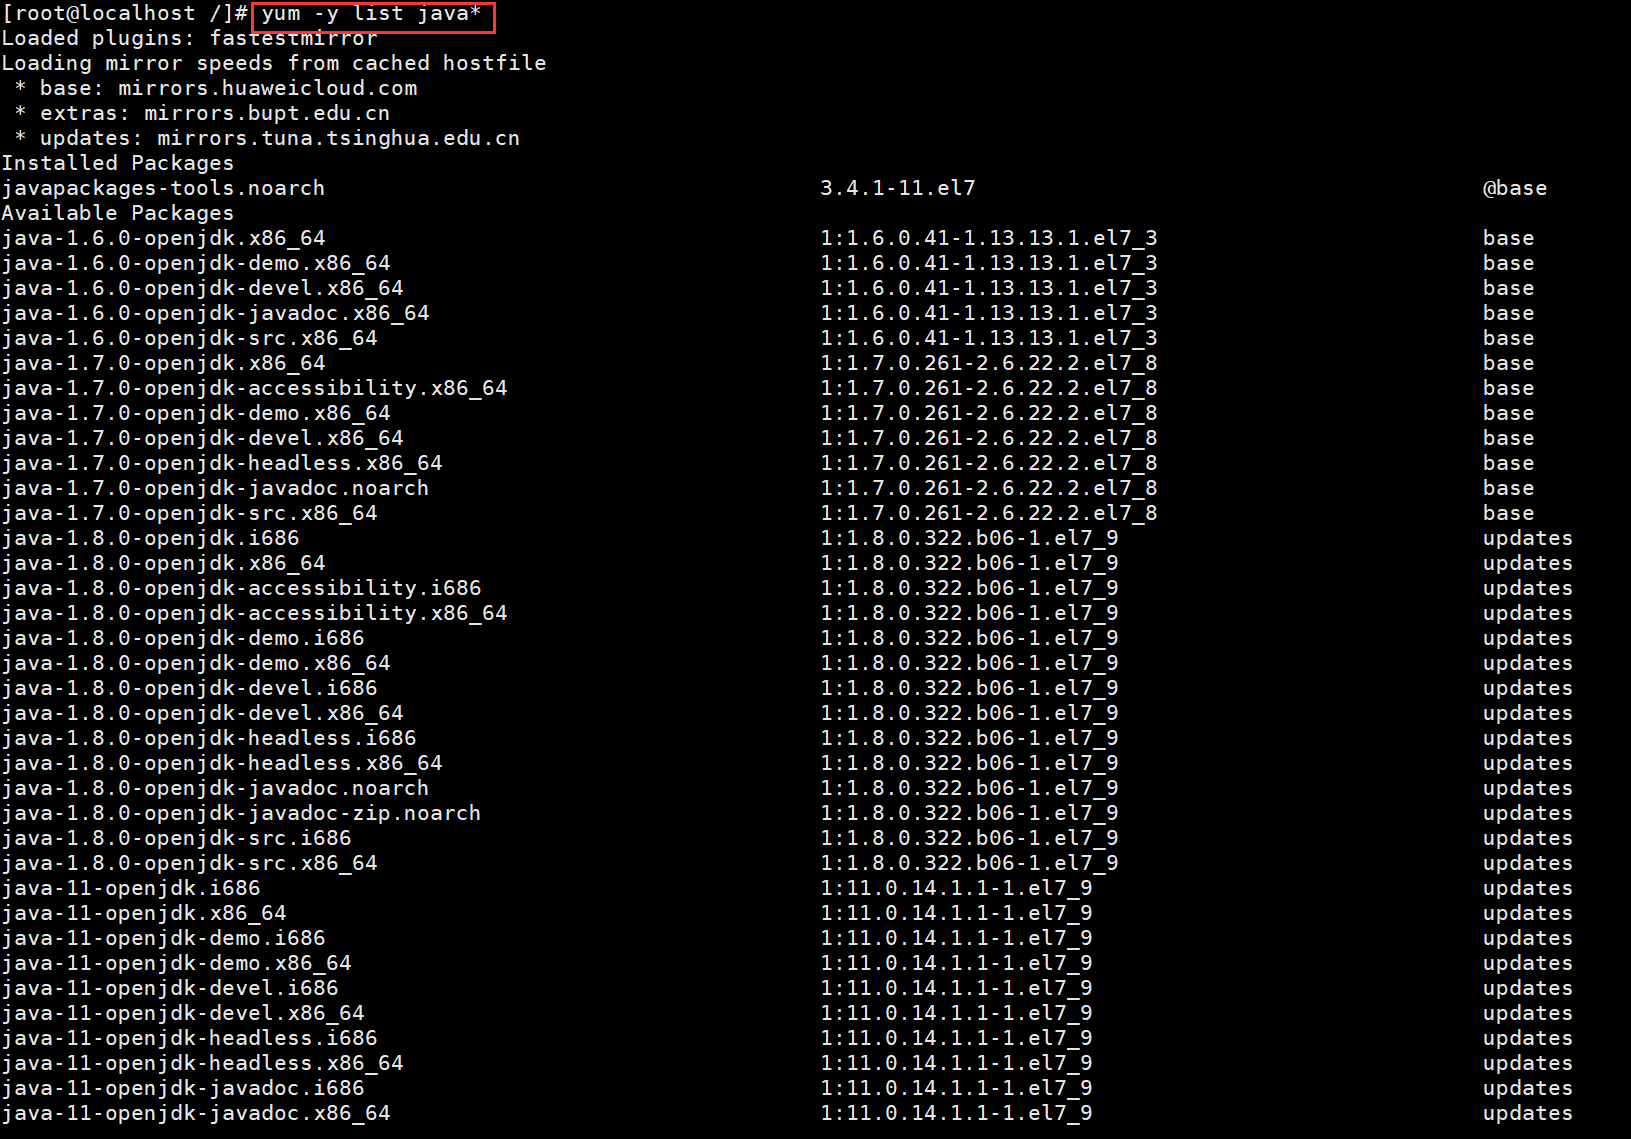 [root@localhost /]# yum -y list java*
Loaded plugins: fastestmirror
Loading mirror speeds from cached hostfile
 * base: mirrors.huaweicloud.com
 * extras: mirrors.bupt.edu.cn
 * updates: mirrors.tuna.tsinghua.edu.cn
Installed Packages
javapackages-tools.noarch 3.4.1-11.el7 @base
Available Packages
java-1.6.0-openjdk.x86_64 1:1.6.0.41-1.13.13.1.el7_3 base
java-1.6.0-openjdk-demo.x86_64 1:1.6.0.41-1.13.13.1.el7_3 base
java-1.6.0-openjdk-devel.x86_64 1:1.6.0.41-1.13.13.1.el7_3 base
java-1.6.0-openjdk-javadoc.x86_64 1:1.6.0.41-1.13.13.1.el7_3 base
java-1.6.0-openjdk-src.x86_64 1:1.6.0.41-1.13.13.1.el7_3 base
java-1.7.0-openjdk.x86_64 1:1.7.0.261-2.6.22.2.el7_8 base
java-1.7.0-openjdk-accessibility.x86_64 1:1.7.0.261-2.6.22.2.el7_8 base
java-1.7.0-openjdk-demo.x86_64 1:1.7.0.261-2.6.22.2.el7_8 base
java-1.7.0-openjdk-devel.x86_64 1:1.7.0.261-2.6.22.2.el7_8 base
java-1.7.0-openjdk-headless.x86_64 1:1.7.0.261-2.6.22.2.el7_8 base
java-1.7.0-openjdk-javadoc.noarch 1:1.7.0.261-2.6.22.2.el7_8 base
java-1.7.0-openjdk-src.x86_64 1:1.7.0.261-2.6.22.2.el7_8 base
java-1.8.0-openjdk.i686 1:1.8.0.322.b06-1.el7_9 updates
java-1.8.0-openjdk.x86_64 1:1.8.0.322.b06-1.el7_9 updates
java-1.8.0-openjdk-accessibility.i686 1:1.8.0.322.b06-1.el7_9 updates
java-1.8.0-openjdk-accessibility.x86_64 1:1.8.0.322.b06-1.el7_9 updates
java-1.8.0-openjdk-demo.i686 1:1.8.0.322.b06-1.el7_9 updates
java-1.8.0-openjdk-demo.x86_64 1:1.8.0.322.b06-1.el7_9 updates
java-1.8.0-openjdk-devel.i686 1:1.8.0.322.b06-1.el7_9 updates
java-1.8.0-openjdk-devel.x86_64 1:1.8.0.322.b06-1.el7_9 updates
java-1.8.0-openjdk-headless.i686 1:1.8.0.322.b06-1.el7_9 updates
java-1.8.0-openjdk-headless.x86_64 1:1.8.0.322.b06-1.el7_9 updates
java-1.8.0-openjdk-javadoc.noarch 1:1.8.0.322.b06-1.el7_9 updates
java-1.8.0-openjdk-javadoc-zip.noarch 1:1.8.0.322.b06-1.el7_9 updates
java-1.8.0-openjdk-src.i686 1:1.8.0.322.b06-1.el7_9 updates
java-1.8.0-openjdk-src.x86_64 1:1.8.0.322.b06-1.el7_9 updates
java-11-openjdk.i686 1:11.0.14.1.1-1.el7_9 updates
java-11-openjdk.x86_64 1:11.0.14.1.1-1.el7_9 updates
java-11-openjdk-demo.i686 1:11.0.14.1.1-1.el7_9 updates
java-11-openjdk-demo.x86_64 1:11.0.14.1.1-1.el7_9 updates
java-11-openjdk-devel.i686 1:11.0.14.1.1-1.el7_9 updates
java-11-openjdk-devel.x86_64 1:11.0.14.1.1-1.el7_9 updates
java-11-openjdk-headless.i686 1:11.0.14.1.1-1.el7_9 updates
java-11-openjdk-headless.x86_64 1:11.0.14.1.1-1.el7_9 updates
java-11-openjdk-javadoc.i686 1:11.0.14.1.1-1.el7_9 updates
java-11-openjdk-javadoc.x86_64 1:11.0.14.1.1-1.el7_9 updates